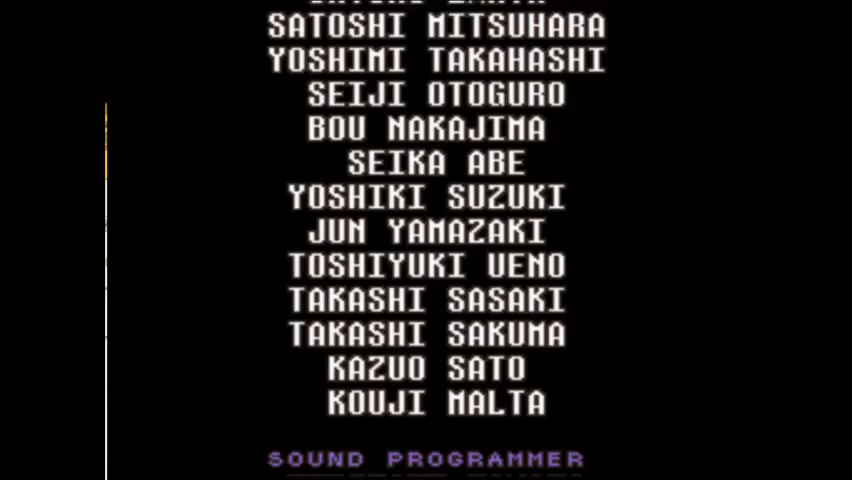 SATOSHI MITSUHARA
YOSHIMI TAKAHASHI
SEIJI OTOGURO
BOU NAKAJIMA
SEIKA ABE
YOSHIKI SUZUKI
JUN YAMAZAKI
TOSHIYUKI UENO
TAKASHI SASAKI
TAKASHI SAKUMA
KAZUO SATO
KOUJI MALTA
SOUND PROGRAMMER